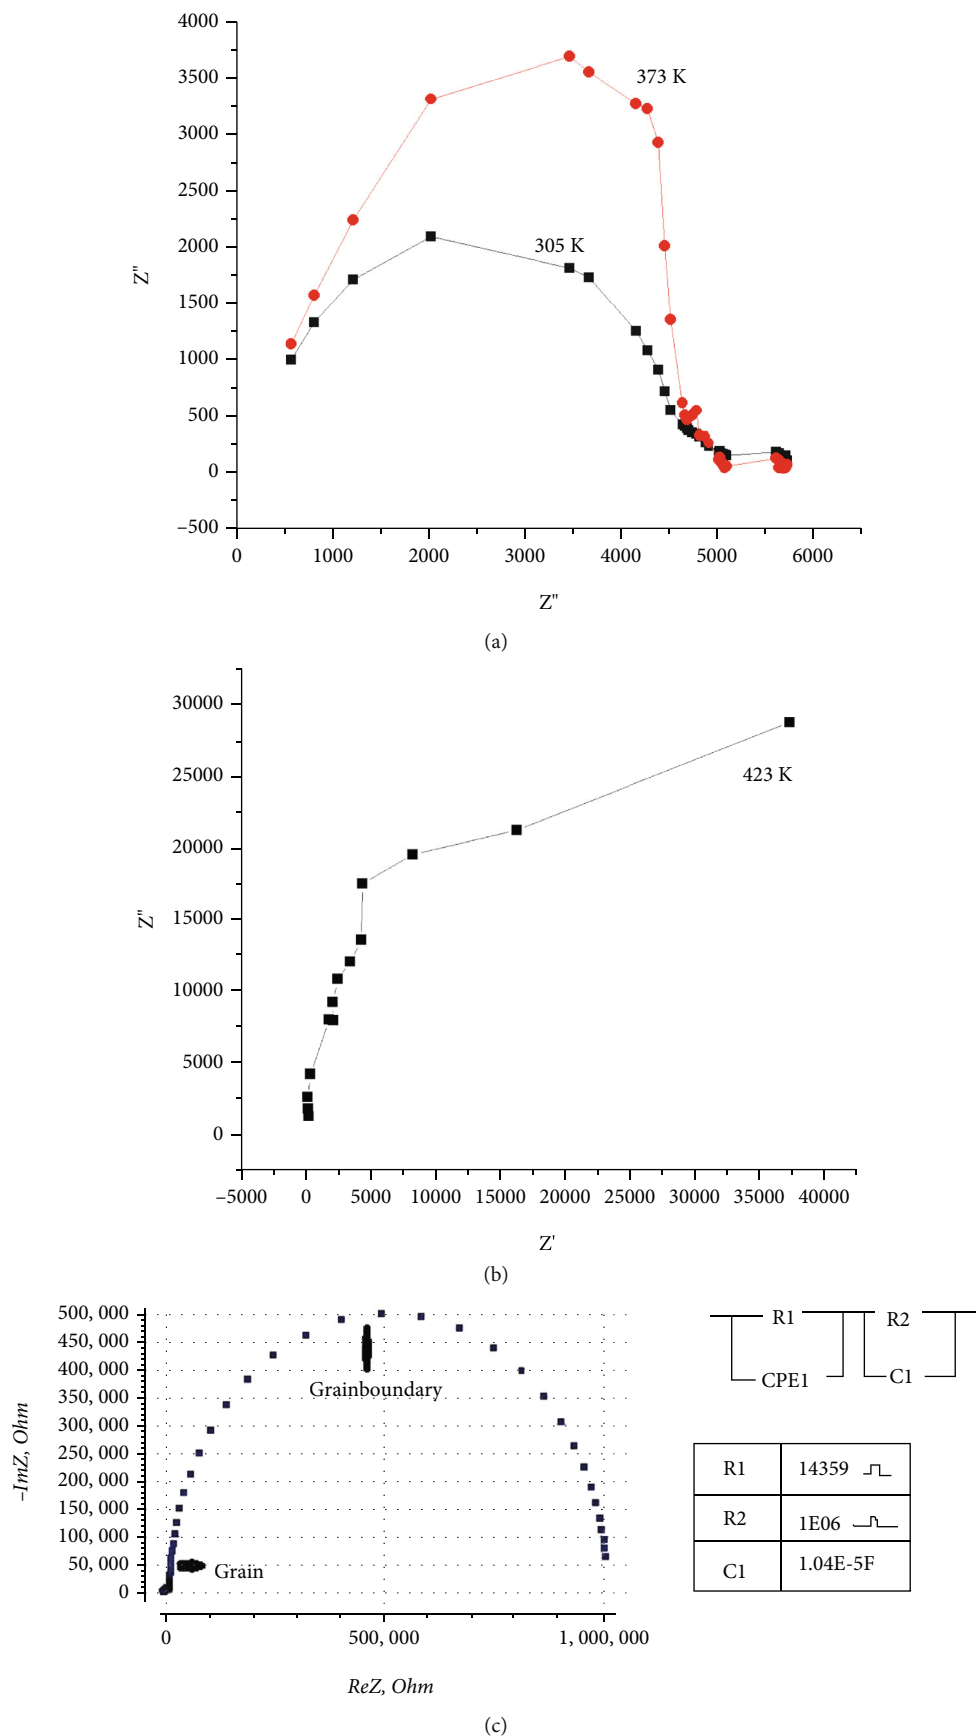 4000
3500
3000
2500
2000
1500
1000
500
0
−500
Z"
373 K
305 K
0 1000 2000 3000 4000 5000 6000
Z"
(a)
30000
25000
20000
15000
10000
5000
0
Z"
423 K
−5000 0 5000 10000 15000 20000 25000 30000 35000 40000
Z'
(b)
500, 000
450, 000
400, 000
350, 000
300, 000
250, 000
200, 000
150, 000
100, 000
50, 000
0
−ImZ, Ohm
Grainboundary
Grain
0 500, 000 1, 000, 000
ReZ, Ohm
R1 R2
CPE1 C1
R1 14359
R2 1E06
C1 1.04E-5F
(c)